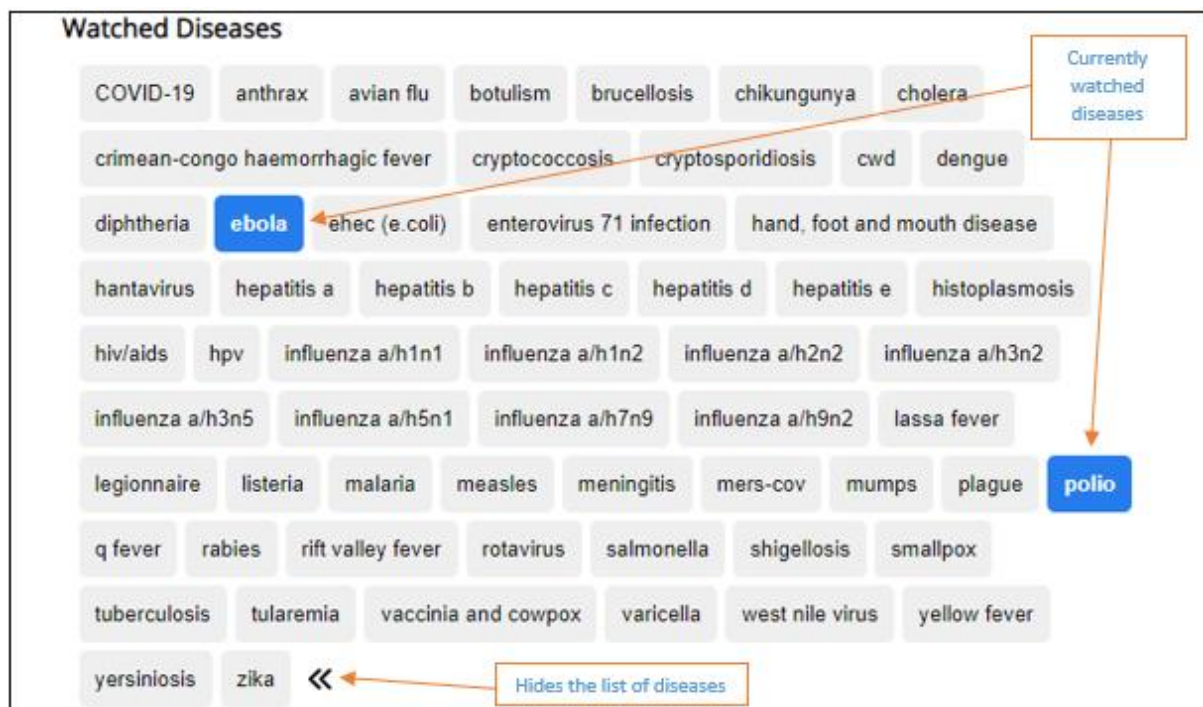 Watched Diseases
Currently
watched
diseases
COVID-19 anthrax avian flu botulism brucellosis chikungunya cholera
crimean-congo haemorrhagic fever cryptococcosis cryptosporidiosis cwd dengue
diphtheria ebola ehec (e.coli) enterovirus 71 infection hand, foot and mouth disease
hantavirus hepatitis a hepatitis b hepatitis c hepatitis d hepatitis e histoplasmosis
hiv/aids hpv influenza a/h1n1 influenza a/h1n2 influenza a/h2n2 influenza a/h3n2
influenza a/h3n5 influenza a/h5n1 influenza a/h7n9 influenza a/h9n2 lassa fever
legionnaire listeria malaria measles meningitis mers-cov mumps plague polio
q fever rabies rift valley fever rotavirus salmonella shigellosis smallpox
tuberculosis tularemia vaccinia and cowpox varicella west nile virus yellow fever
yersiniosis zika «
Hides the list of diseases